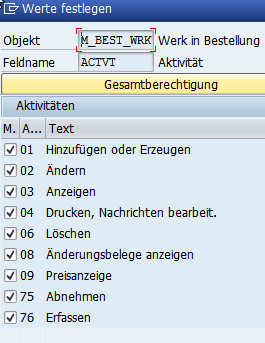 Werte festlegen
Objekt M_BEST_WRK Werk in Bestellung
Feldname ACTVT Aktivität
Gesamtberechtigung
Aktivitäten
M. A... Text
01 Hinzufügen oder Erzeugen
02 Ändern
03 Anzeigen
04 Drucken, Nachrichten bearbeit.
06 Löschen
08 Änderungsbelege anzeigen
09 Preisanzeige
75 Abnehmen
76 Erfassen